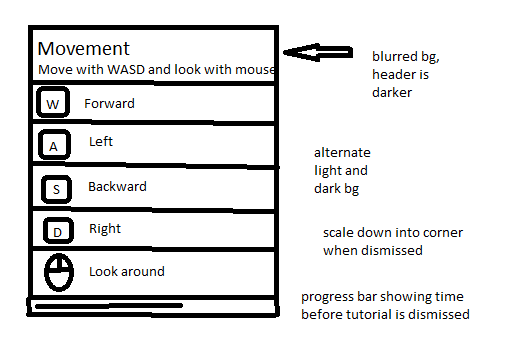 Movement
Move with WASD and look with mouse
W Forward
A Left
S Backward
D Right
Look around
blurred bg,
header is
darker
alternate
light and
dark bg
scale down into corner
when dismissed
progress bar showing time
before tutorial is dismissed